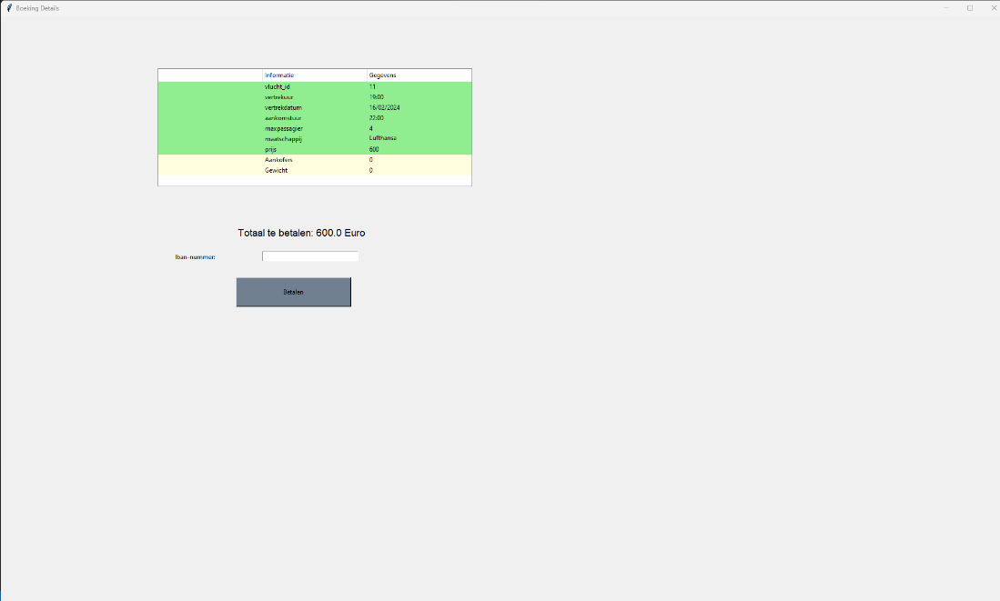 Boeking Details
Informatie Gegevens
vlucht_id 11
vertrekuur 19:00
vertrekdatum 16/02/2024
aankomstuur 22:00
maxpassagier 4
maatschappij Lufthansa
prijs 600
Aankofers 0
Gewicht 0
Totaal te betalen: 600.0 Euro
Iban-nummer:
Betalen